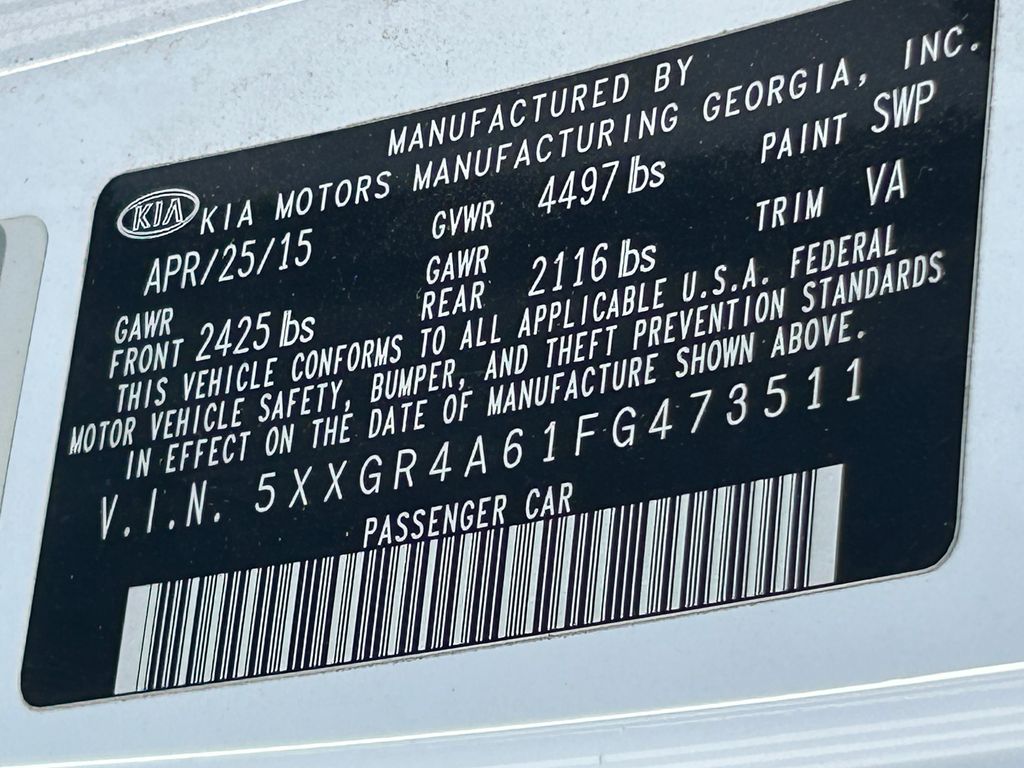 MANUFACTURED BY
KIA KIA MOTORS MANUFACTURING GEORGIA, INC.
APR/25/15 GVWR 4497 lbs PAINT SWP
GAWR FRONT 2425 lbs GAWR REAR 2116 lbs TRIM VA
THIS VEHICLE CONFORMS TO ALL APPLICABLE U.S.A. FEDERAL
MOTOR VEHICLE SAFETY, BUMPER, AND THEFT PREVENTION STANDARDS
IN EFFECT ON THE DATE OF MANUFACTURE SHOWN ABOVE.
V.I.N. 5XXGR4A61FG473511
PASSENGER CAR